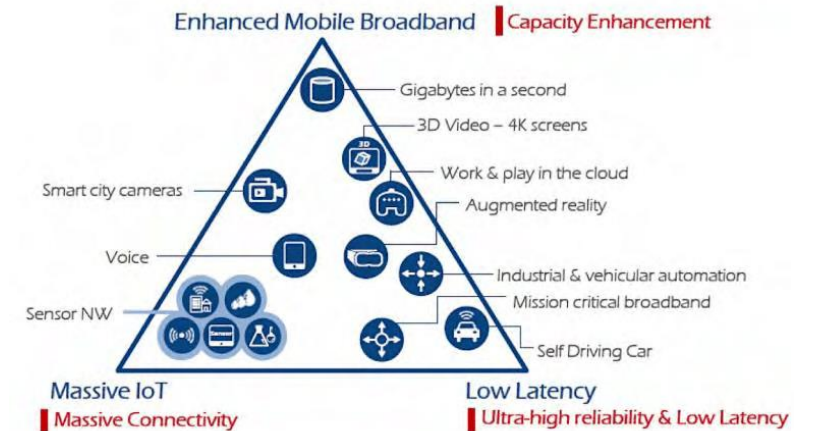 Enhanced Mobile Broadband
Capacity Enhancement
Gigabytes in a second
3D Video – 4K screens
3D
Work & play in the cloud
Smart city cameras
Augmented reality
Voice
Industrial & vehicular automation
Mission critical broadband
Sensor NW
Sensor
Self Driving Car
Massive IoT
Low Latency
Massive Connectivity
Ultra-high reliability & Low Latency